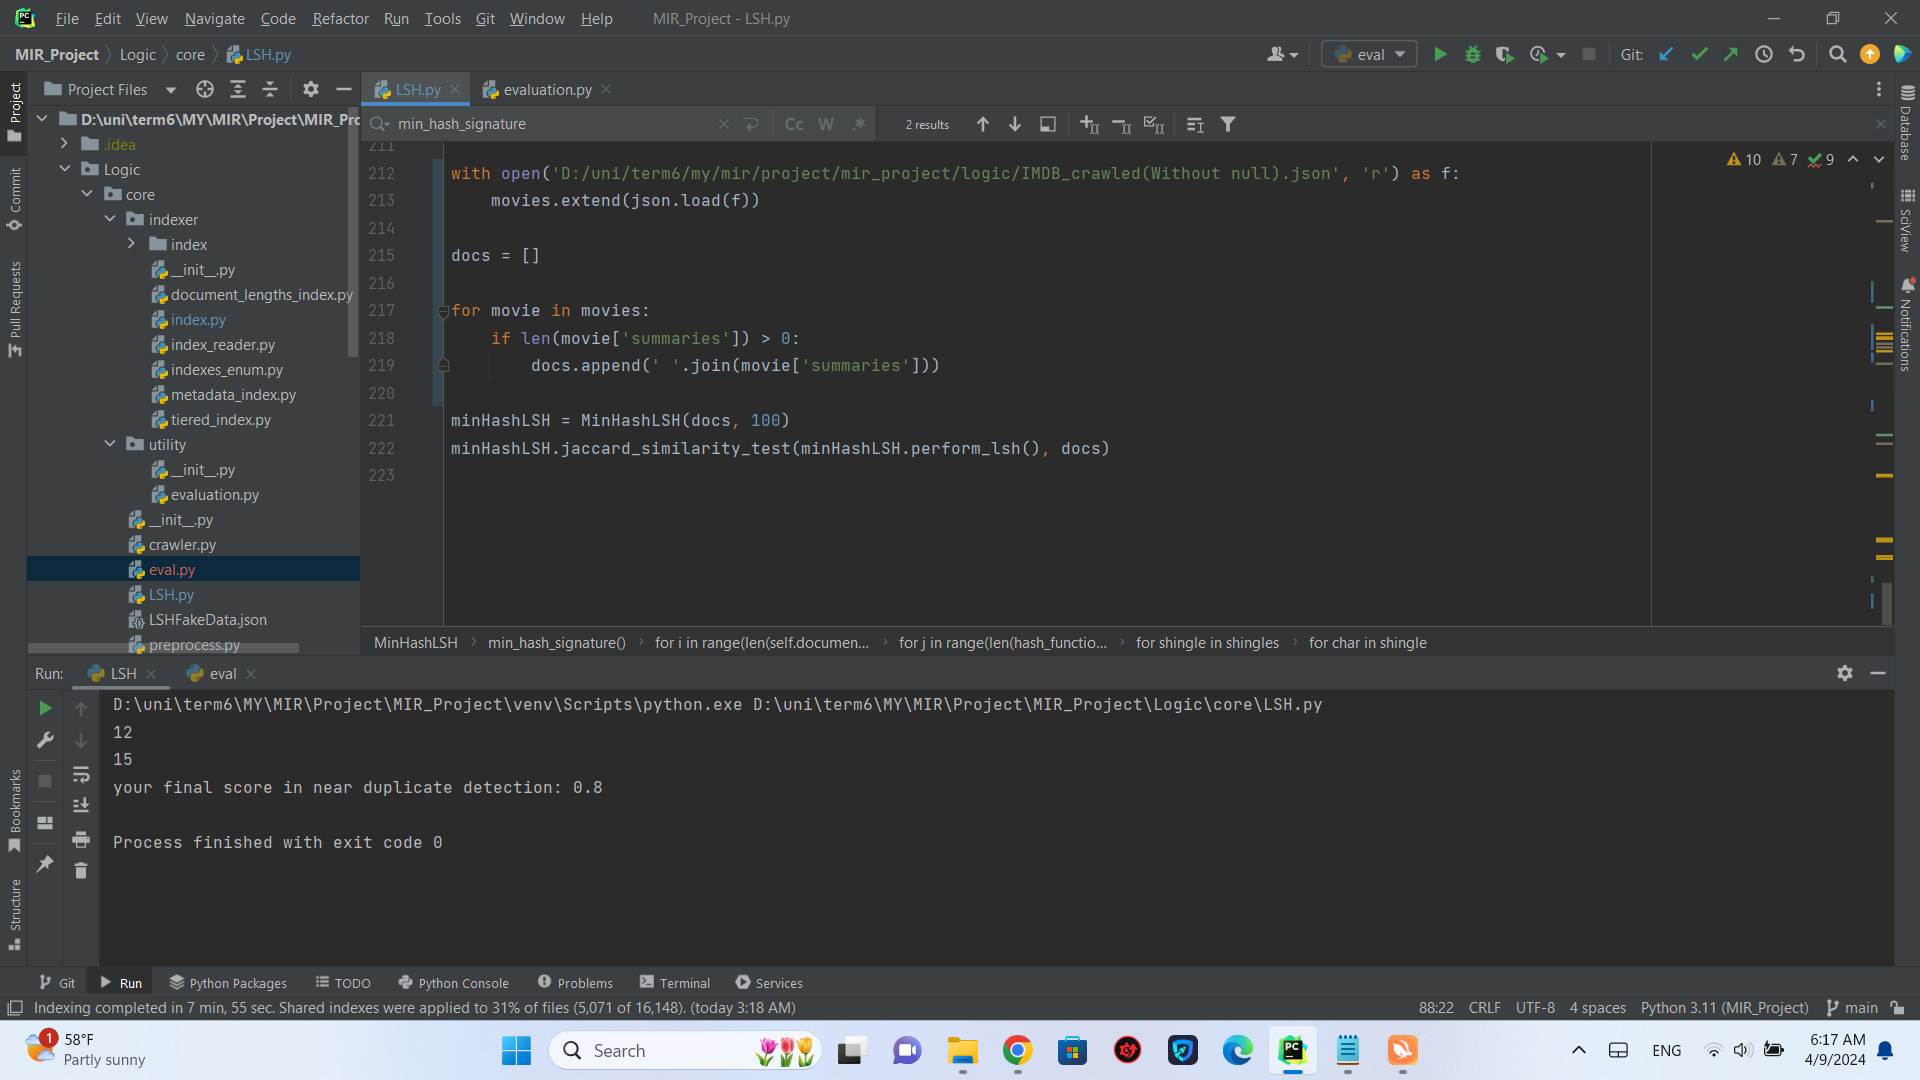 File Edit View Navigate Code Refactor Run Tools Git Window Help MIR_Project - LSH.py
MIR_Project Logic core LSH.py eval Git:
Project Files
LSH.py evaluation.py
min_hash_signature Cc W .* 2 results
D:\uni\term6\MY\MIR\Project\MIR_Pro
.idea
Logic
core
indexer
index
__init__.py
document_lengths_index.py
index.py
index_reader.py
indexes_enum.py
metadata_index.py
tiered_index.py
utility
__init__.py
evaluation.py
__init__.py
crawler.py
eval.py
LSH.py
LSHFakeData.json
preprocess.py
Project
Commit
Pull Requests
Bookmarks
Structure
10 7 9
211
212 with open('D:/uni/term6/my/mir/project/mir_project/logic/IMDB_crawled(Without null).json', 'r') as f:
213 movies.extend(json.load(f))
214
215 docs = []
216
217 for movie in movies:
218 if len(movie['summaries']) > 0:
219 docs.append(' '.join(movie['summaries']))
220
221 minHashLSH = MinHashLSH(docs, 100)
222 minHashLSH.jaccard_similarity_test(minHashLSH.perform_lsh(), docs)
223
MinHashLSH min_hash_signature() for i in range(len(self.documen... for j in range(len(hash_functio... for shingle in shingles for char in shingle
Database
SciView
Notifications
Run: LSH eval
D:\uni\term6\MY\MIR\Project\MIR_Project\venv\Scripts\python.exe D:\uni\term6\MY\MIR\Project\MIR_Project\Logic\core\LSH.py
12
15
your final score in near duplicate detection: 0.8
Process finished with exit code 0
Git Run Python Packages TODO Python Console Problems Terminal Services
Indexing completed in 7 min, 55 sec. Shared indexes were applied to 31% of files (5,071 of 16,148). (today 3:18 AM) 88:22 CRLF UTF-8 4 spaces Python 3.11 (MIR_Project) main
1
58°F
Partly sunny
Search
PC
ENG
6:17 AM
4/9/2024